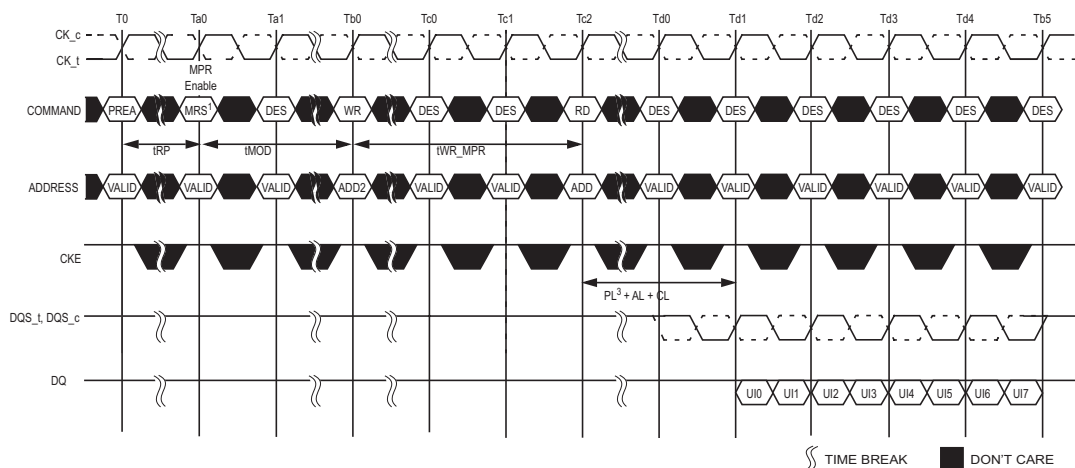 T0 Ta0 Ta1 Tb0 Tc0 Tc1 Tc2 Td0 Td1 Td2 Td3 Td4 Tb5
CK_c
CK_t
MPR
Enable
COMMAND PREA MRS1 DES WR DES DES RD DES DES DES DES DES DES
tRP tMOD tWR_MPR
ADDRESS VALID VALID VALID ADD2 VALID VALID ADD VALID VALID VALID VALID VALID VALID
CKE
PL3 + AL + CL
DQS_t, DQS_c
DQ UI0 UI1 UI2 UI3 UI4 UI5 UI6 UI7
TIME BREAK DON'T CARE